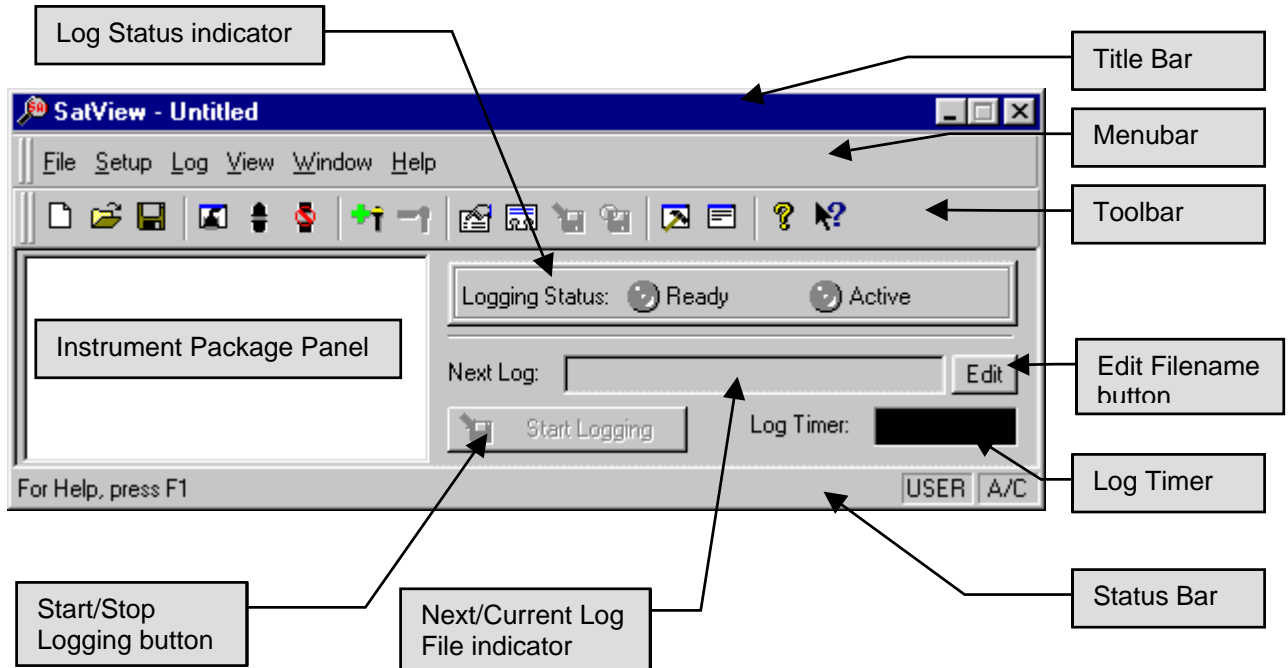 Log Status indicator
Title Bar
SatView - Untitled
Menubar
File Setup Log View Window Help
Toolbar
Logging Status: Ready Active
Instrument Package Panel
Next Log: Edit
Edit Filename
button
Start Logging Log Timer:
Log Timer
For Help, press F1 USER A/C
Start/Stop
Logging button
Next/Current Log
File indicator
Status Bar